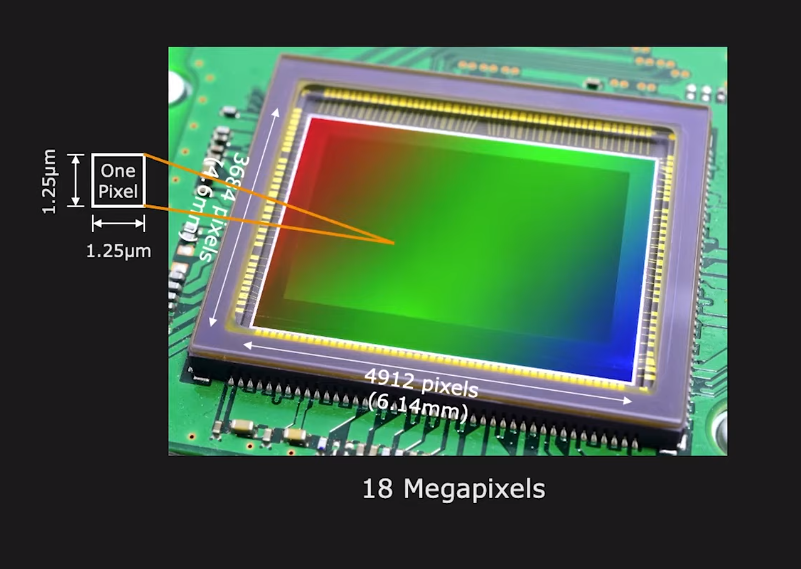 One
Pixel
1.25μm
1.25μm
3684 pixels
(4.6mm)
4912 pixels
(6.14mm)
18 Megapixels